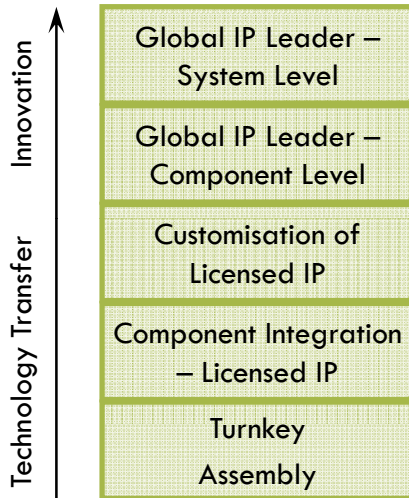 Innovation
Technology Transfer
Global IP Leader –
System Level
Global IP Leader –
Component Level
Customisation of
Licensed IP
Component Integration
– Licensed IP
Turnkey
Assembly